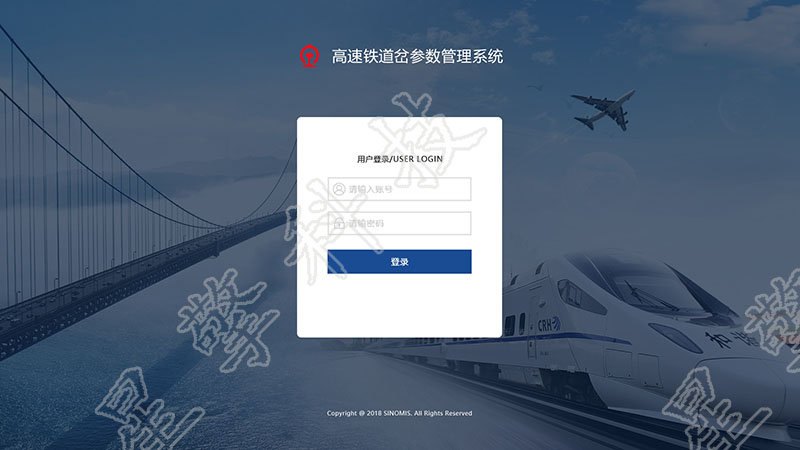 高速铁道岔参数管理系统
用户登录/USER LOGIN
请输入账号
请输密码
登录
CRH
Copyright @ 2018 SINOMIS. All Rights Reserved